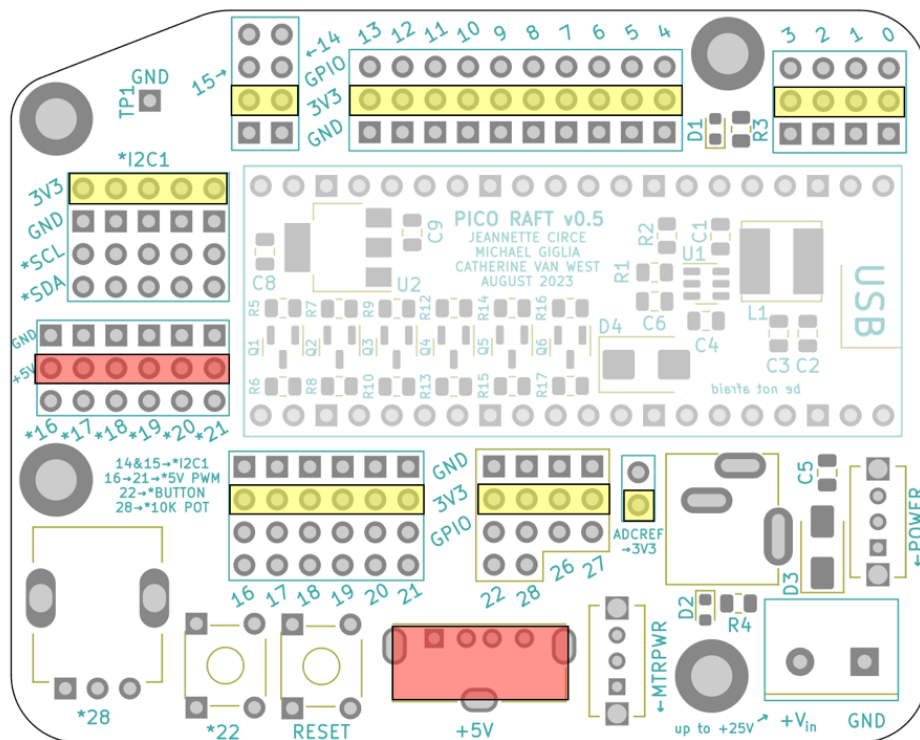 ←14
15→
GPIO
3V3
GND
13 12 11 10 9 8 7 6 5 4
3 2 1 0
GND
TP1
D1
R3
*I2C1
3V3
GND
*SCL
*SDA
PICO RAFT v0.5
JEANNETTE CIRCE
MICHAEL GIGLIA
CATHERINE VAN WEST
AUGUST 2023
C8
U2
C9
R2
C1
R1
U1
C6
C4
L1
C3 C2
D4
USB
be not afraid
R5 R7 R9 R12 R14 R16
Q1 Q2 Q3 Q4 Q5 Q6
R6 R8 R10 R13 R15 R17
GND
+5V
*16 *17 *18 *19 *20 *21
14&15→*I2C1
16→21→*5V PWM
22→*BUTTON
28→*10K POT
GND
3V3
GPIO
16 17 18 19 20 21
22 28 26 27
ADCREF
→3V3
C5
←POWER
D3
D2
R4
*28
*22
RESET
+5V
←MTRPWR
up to +25V↗
+Vin
GND